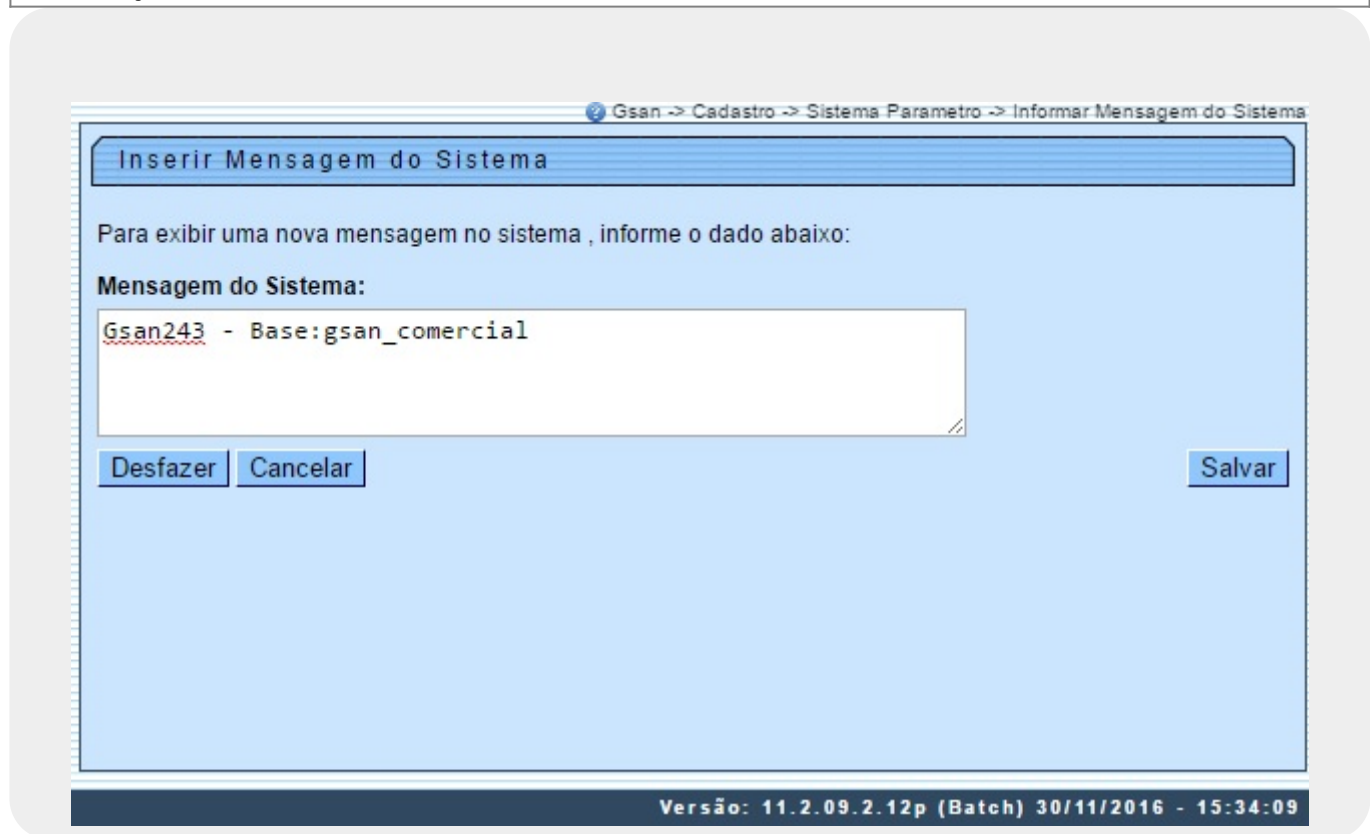 Gsan -> Cadastro -> Sistema Parametro -> Informar Mensagem do Sistema
Inserir Mensagem do Sistema
Para exibir uma nova mensagem no sistema , informe o dado abaixo:
Mensagem do Sistema:
Gsan243 - Base:gsan_comercial
Desfazer Cancelar Salvar
Versão: 11.2.09.2.12p (Batch) 30/11/2016 - 15:34:09